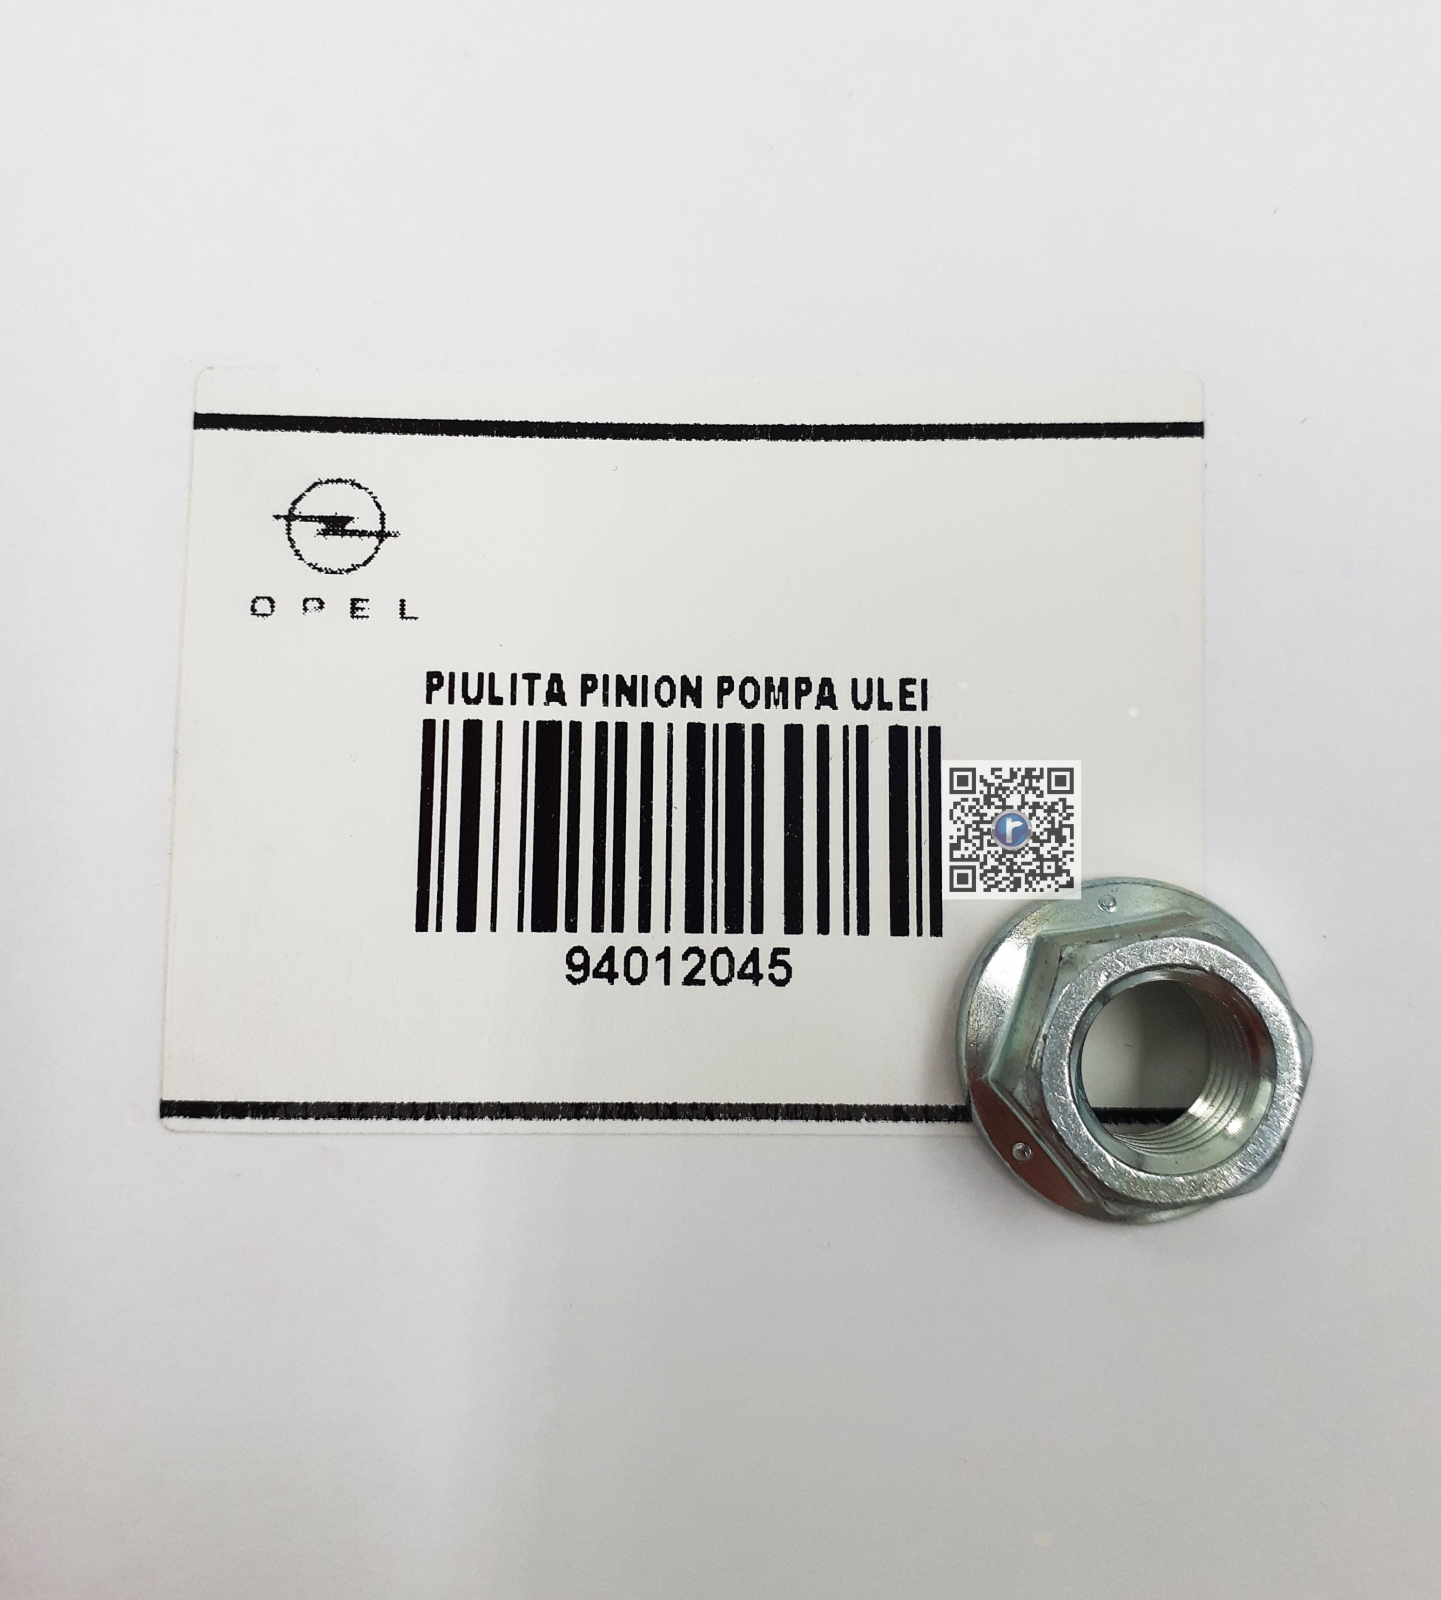 OPEL
PIULITA PINION POMPA ULEI
94012045
r